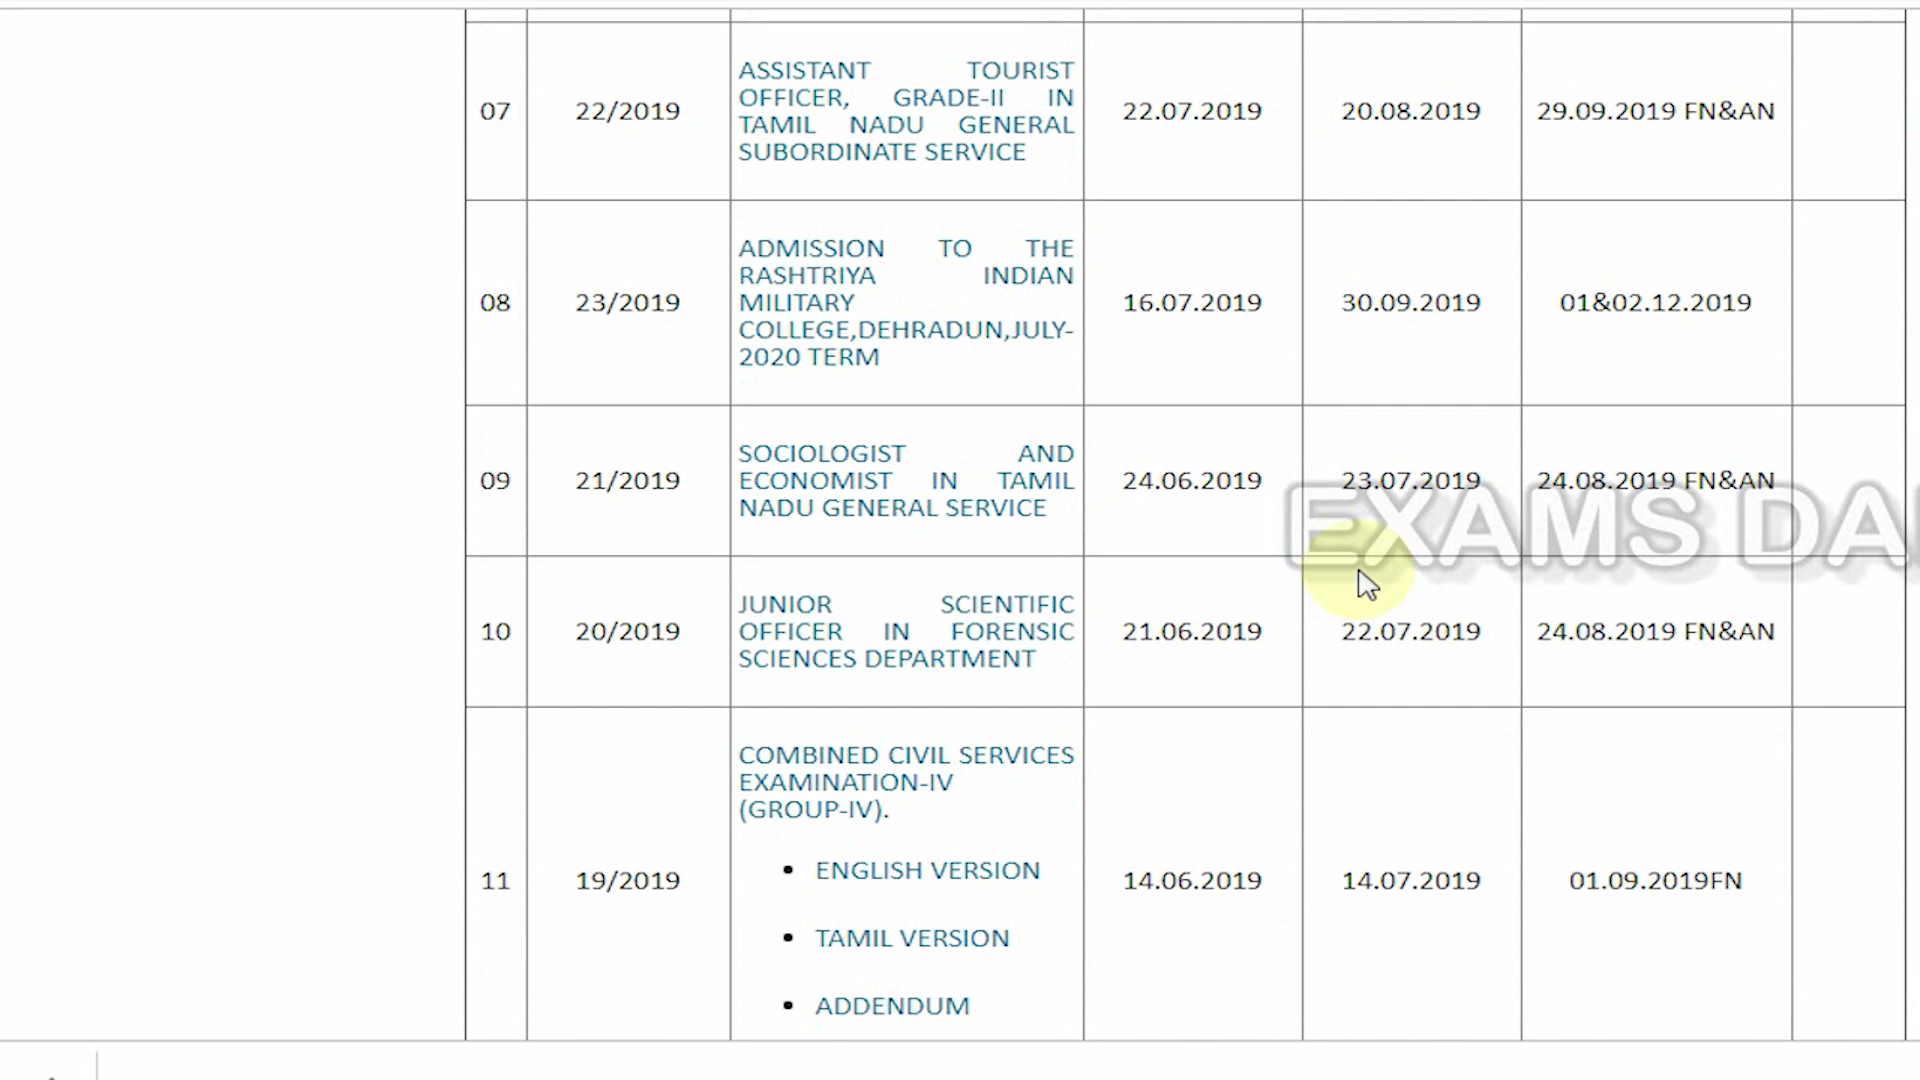 07
22/2019
ASSISTANT TOURIST
OFFICER, GRADE-II IN
TAMIL NADU GENERAL
SUBORDINATE SERVICE
22.07.2019
20.08.2019
29.09.2019 FN&AN
08
23/2019
ADMISSION TO THE
RASHTRIYA INDIAN
MILITARY
COLLEGE,DEHRADUN,JULY-
2020 TERM
16.07.2019
30.09.2019
01&02.12.2019
09
21/2019
SOCIOLOGIST AND
ECONOMIST IN TAMIL
NADU GENERAL SERVICE
24.06.2019
23.07.2019
24.08.2019 FN&AN
EXAMS DA
10
20/2019
JUNIOR SCIENTIFIC
OFFICER IN FORENSIC
SCIENCES DEPARTMENT
21.06.2019
22.07.2019
24.08.2019 FN&AN
11
19/2019
COMBINED CIVIL SERVICES
EXAMINATION-IV
(GROUP-IV).
• ENGLISH VERSION
• TAMIL VERSION
• ADDENDUM
14.06.2019
14.07.2019
01.09.2019FN